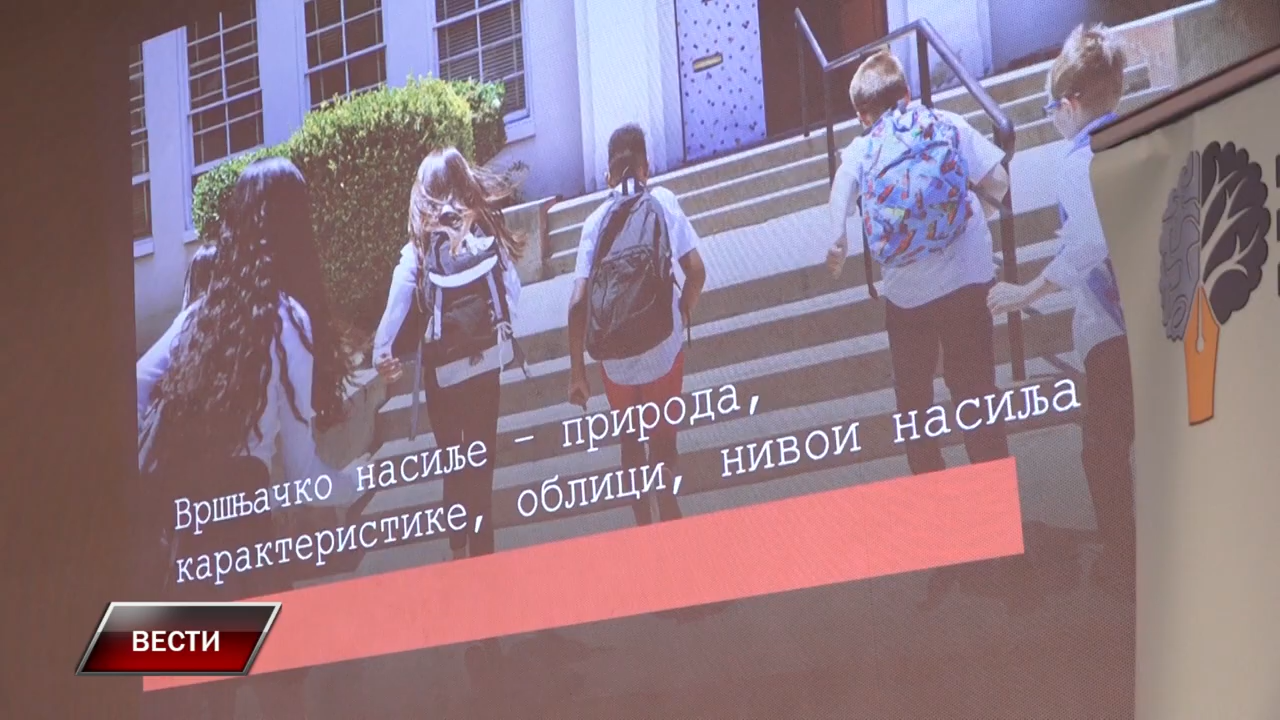 Вршњачко насиље – природа,
карактеристике, облици, нивои насиља
ВЕСТИ